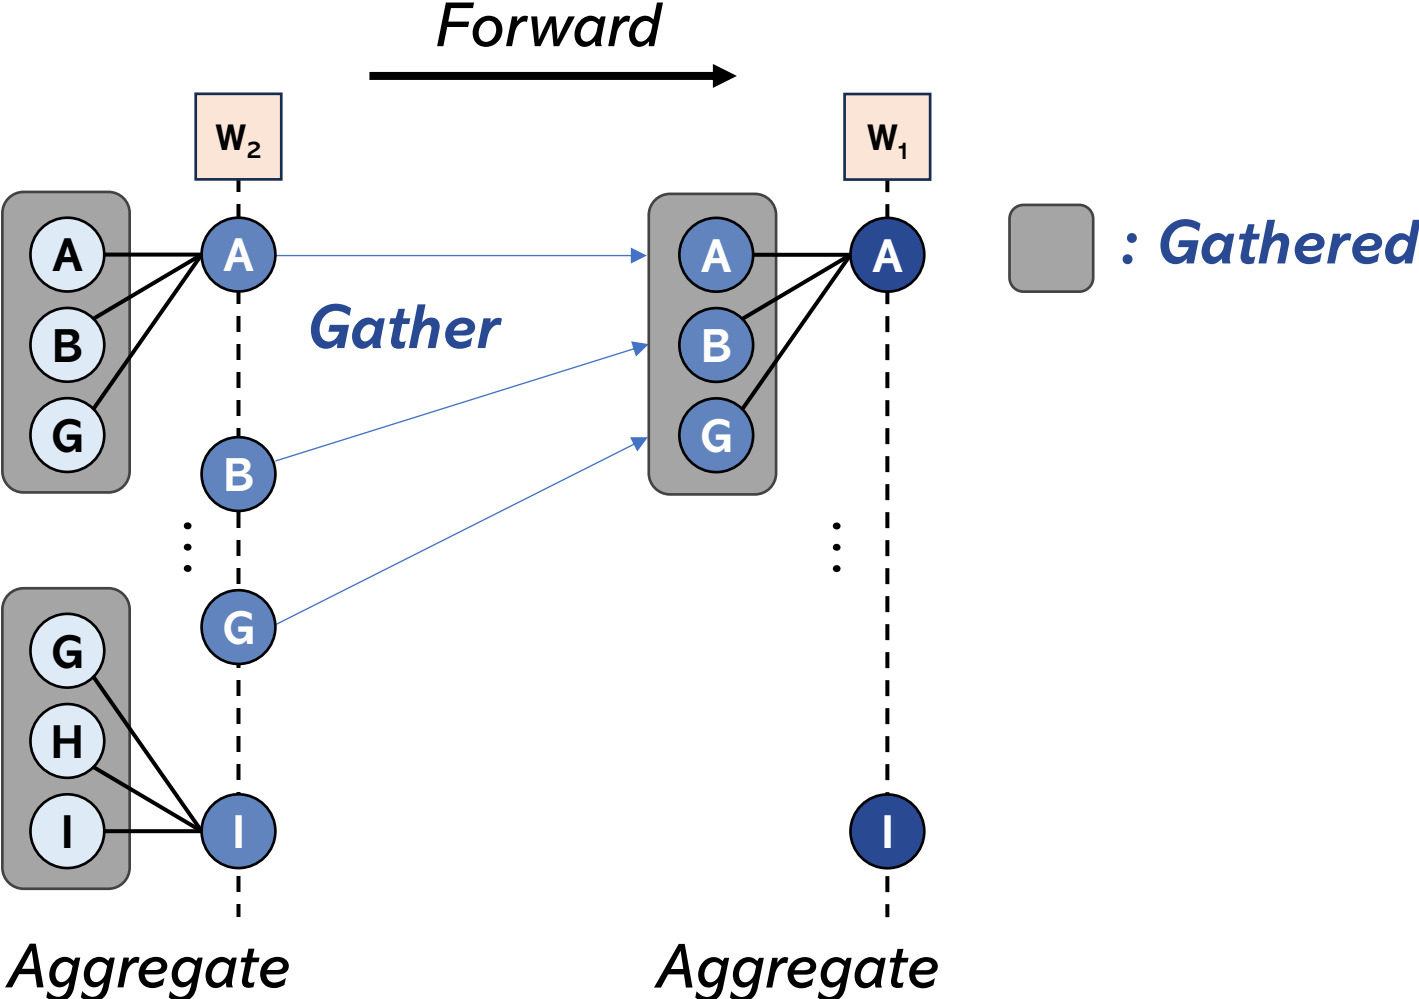 Forward
W2
W1
A
B
G
A
B
G
I
Gather
A
B
G
A
I
: Gathered
G
H
I
Aggregate
Aggregate